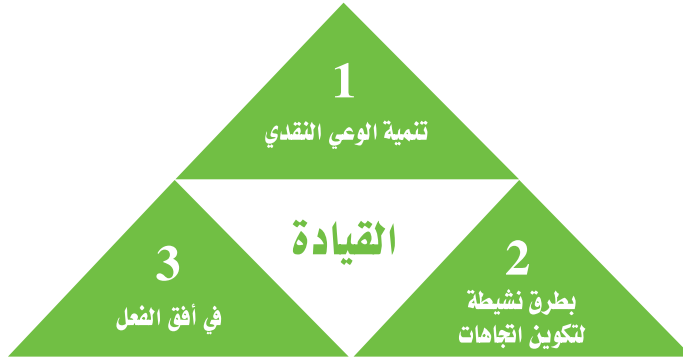 1
تنمية الوعي النقدي
القيادة
2
بطرق نشيطة
لتكوين اتجاهات
3
في أفق الفعل